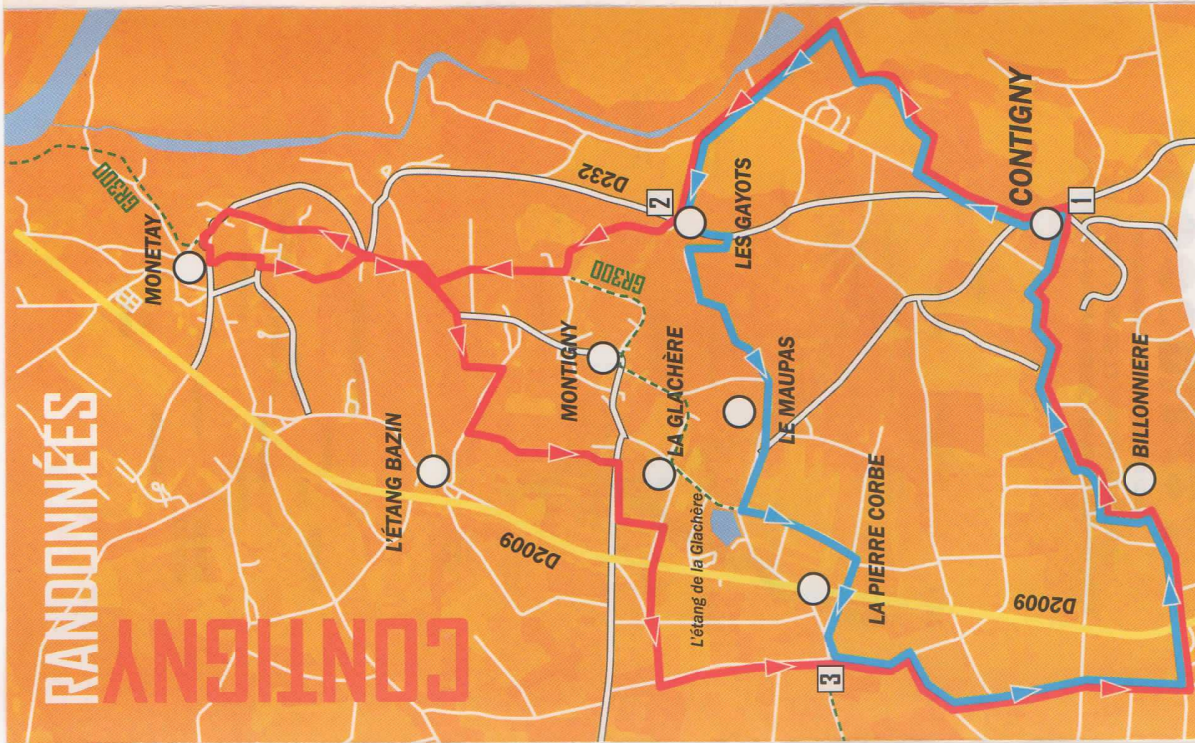 RANDONNÉES
CONTIGNY
MONETAY
GR300
D232
2
LES GAYOTS
CONTIGNY
1
GR300
MONTIGNY
LA GLACHÈRE
LE MAUPAS
BILLONNIERE
L'ÉTANG BAZIN
D2009
L'étang de la Glachère
LA PIERRE CORBE
D2009
3